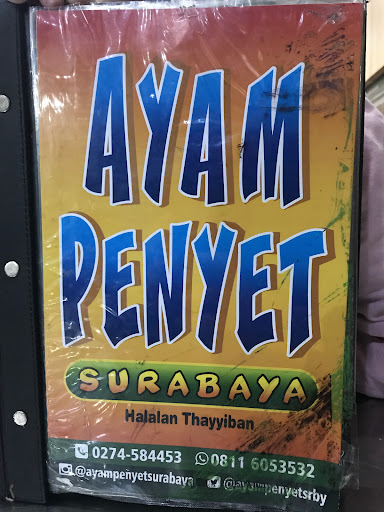 AYAM
PENYET
SURABAYA
Halalan Thayyiban
0274-584453 0811 6053532
@ayampenyetsurabaya @ayampenyetsrby